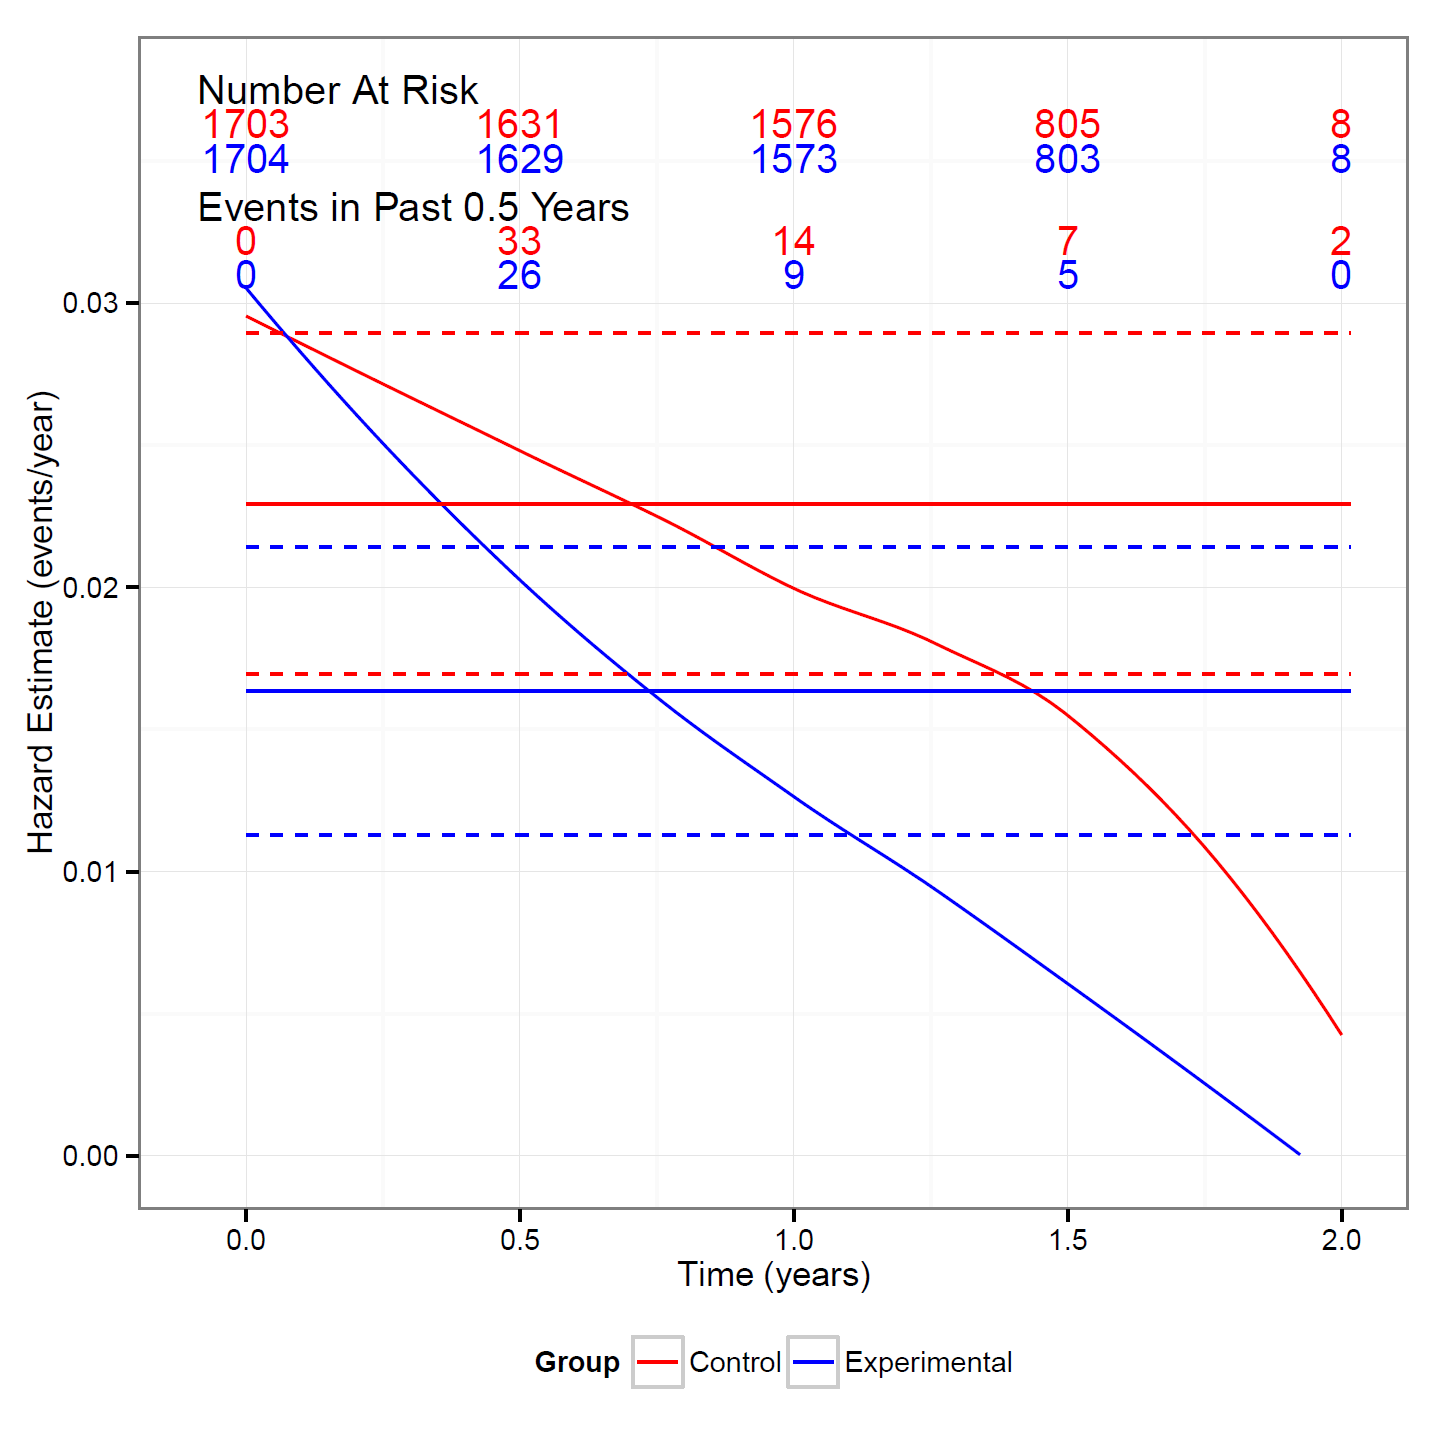 Number At Risk
1703 1631 1576 805 8
1704 1629 1573 803 8
Events in Past 0.5 Years
0 33 14 7 2
0 26 9 5 0
0.03
0.02
0.01
0.00
Hazard Estimate (events/year)
0.0 0.5 1.0 1.5 2.0
Time (years)
Group Control Experimental